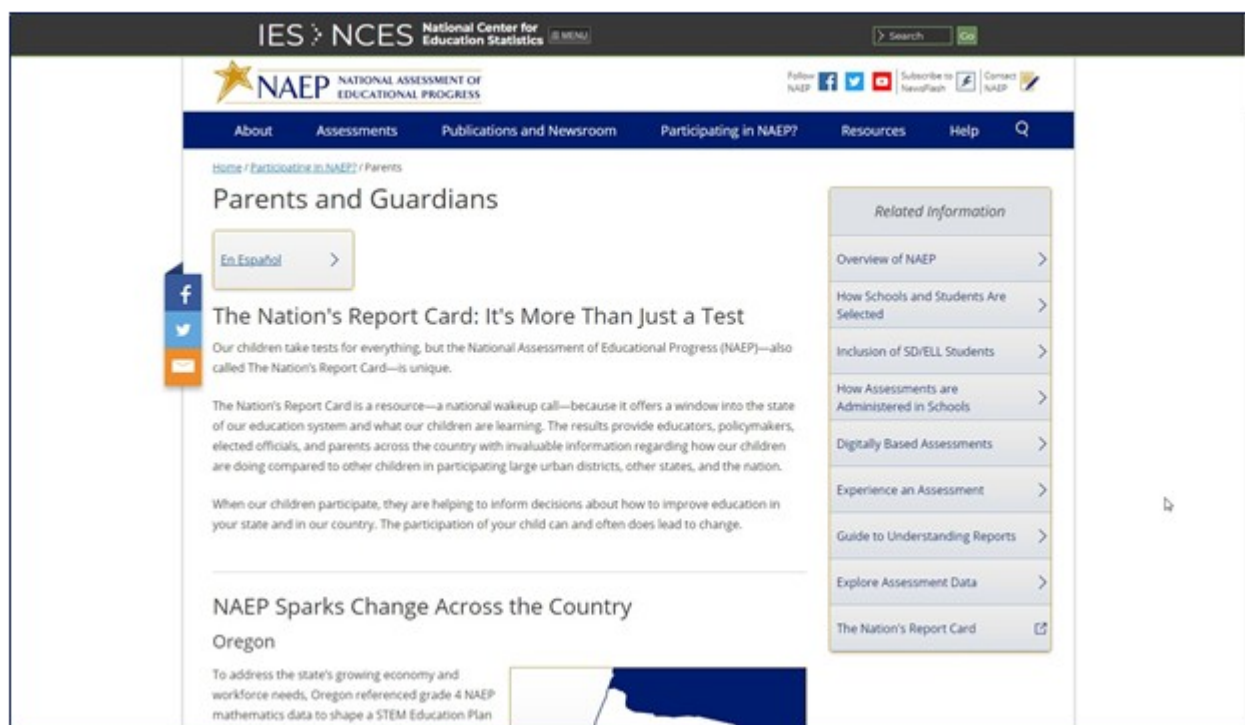 IES > NCES National Center for
Education Statistics
MENU
Search
Go
NAEP NATIONAL ASSESSMENT OF
EDUCATIONAL PROGRESS
Follow
NAEP
Subscribe to
NewsFlash
Contact
NAEP
About Assessments Publications and Newsroom Participating in NAEP? Resources Help
Home / Participating in NAEP? / Parents
Parents and Guardians
En Español
The Nation's Report Card: It's More Than Just a Test
Our children take tests for everything, but the National Assessment of Educational Progress (NAEP)—also
called The Nation's Report Card—is unique.
The Nation's Report Card is a resource—a national wakeup call—because it offers a window into the state
of our education system and what our children are learning. The results provide educators, policymakers,
elected officials, and parents across the country with invaluable information regarding how our children
are doing compared to other children in participating large urban districts, other states, and the nation.
When our children participate, they are helping to inform decisions about how to improve education in
your state and in our country. The participation of your child can and often does lead to change.
NAEP Sparks Change Across the Country
Oregon
To address the state's growing economy and
workforce needs, Oregon referenced grade 4 NAEP
mathematics data to shape a STEM Education Plan
Related Information
Overview of NAEP
How Schools and Students Are
Selected
Inclusion of SD/ELL Students
How Assessments are
Administered in Schools
Digitally Based Assessments
Experience an Assessment
Guide to Understanding Reports
Explore Assessment Data
The Nation's Report Card